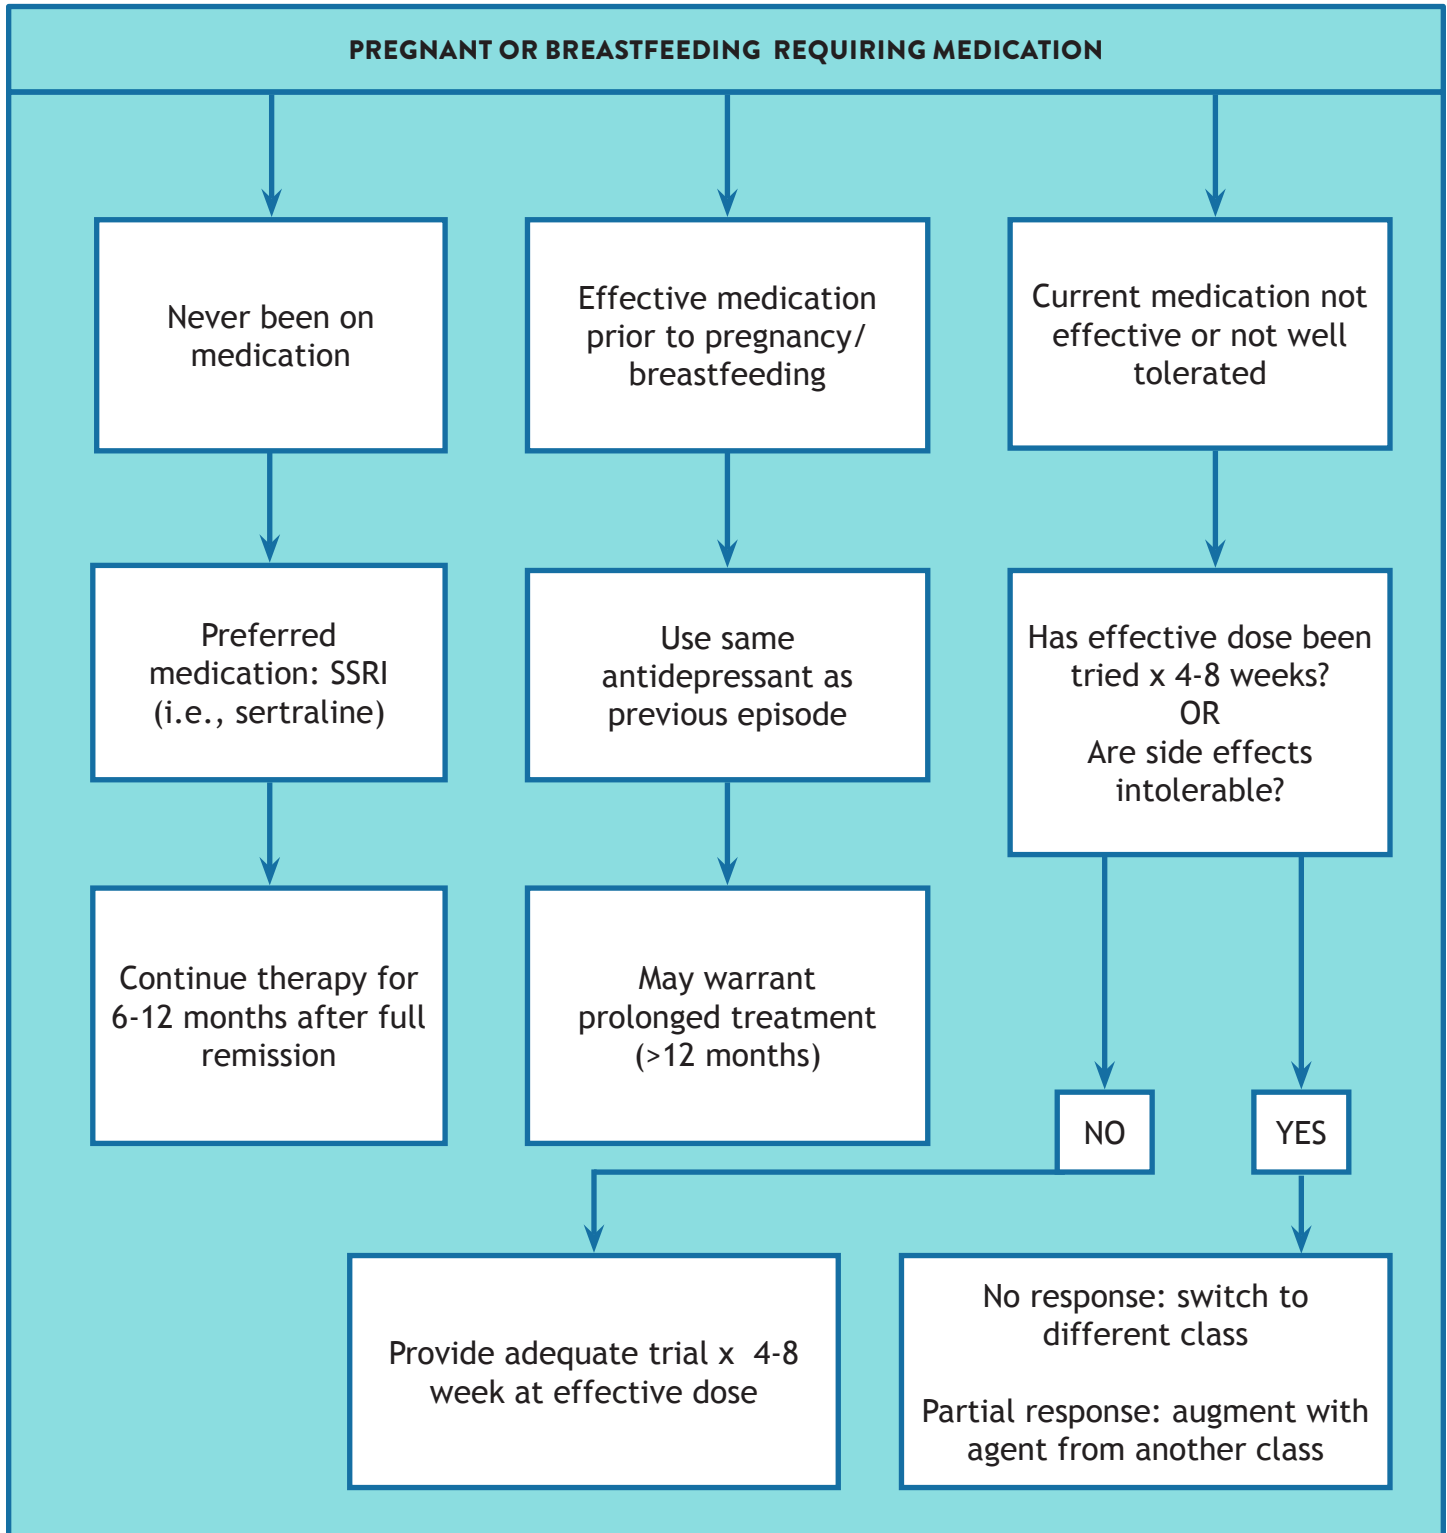 PREGNANT OR BREASTFEEDING REQUIRING MEDICATION
Never been on
medication
Effective medication
prior to pregnancy/
breastfeeding
Current medication not
effective or not well
tolerated
Preferred
medication: SSRI
(i.e., sertraline)
Use same
antidepressant as
previous episode
Has effective dose been
tried x 4-8 weeks?
OR
Are side effects
intolerable?
Continue therapy for
6-12 months after full
remission
May warrant
prolonged treatment
(>12 months)
NO
YES
Provide adequate trial x 4-8
week at effective dose
No response: switch to
different class
Partial response: augment with
agent from another class